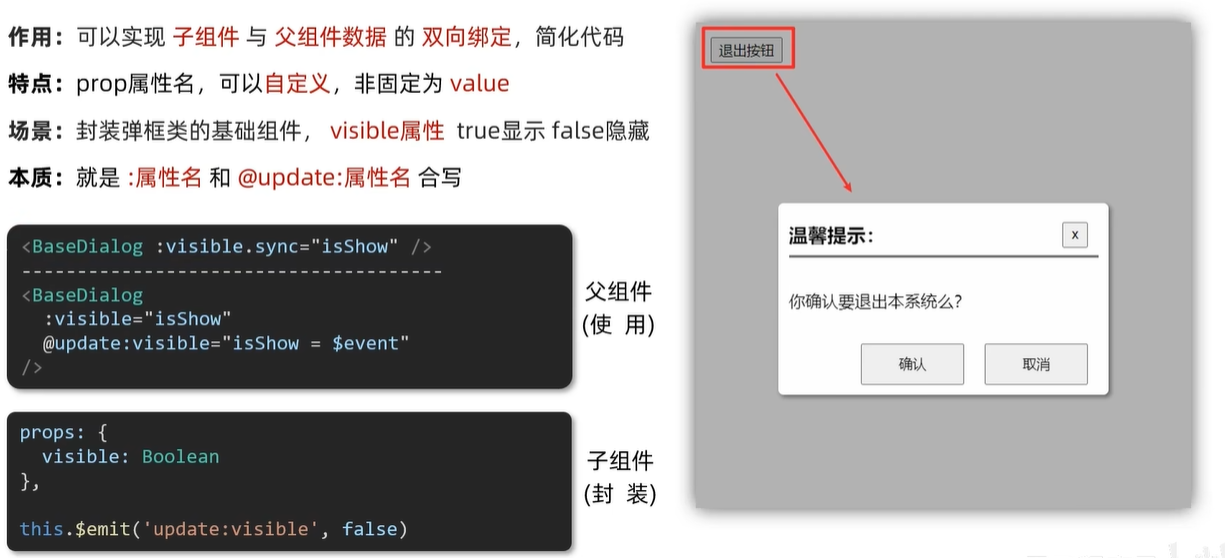 作用：可以实现 子组件 与 父组件数据 的 双向绑定，简化代码
特点：prop属性名，可以自定义，非固定为 value
场景：封装弹框类的基础组件， visible属性 true显示 false隐藏
本质：就是 :属性名 和 @update:属性名 合写
<BaseDialog :visible.sync="isShow" />
---------------------------------------
<BaseDialog
:visible="isShow"
@update:visible="isShow = $event"
/>
父组件
(使 用)
props: {
visible: Boolean
},
this.$emit('update:visible', false)
子组件
(封 装)
退出按钮
温馨提示：
x
你确认要退出本系统么？
确认
取消